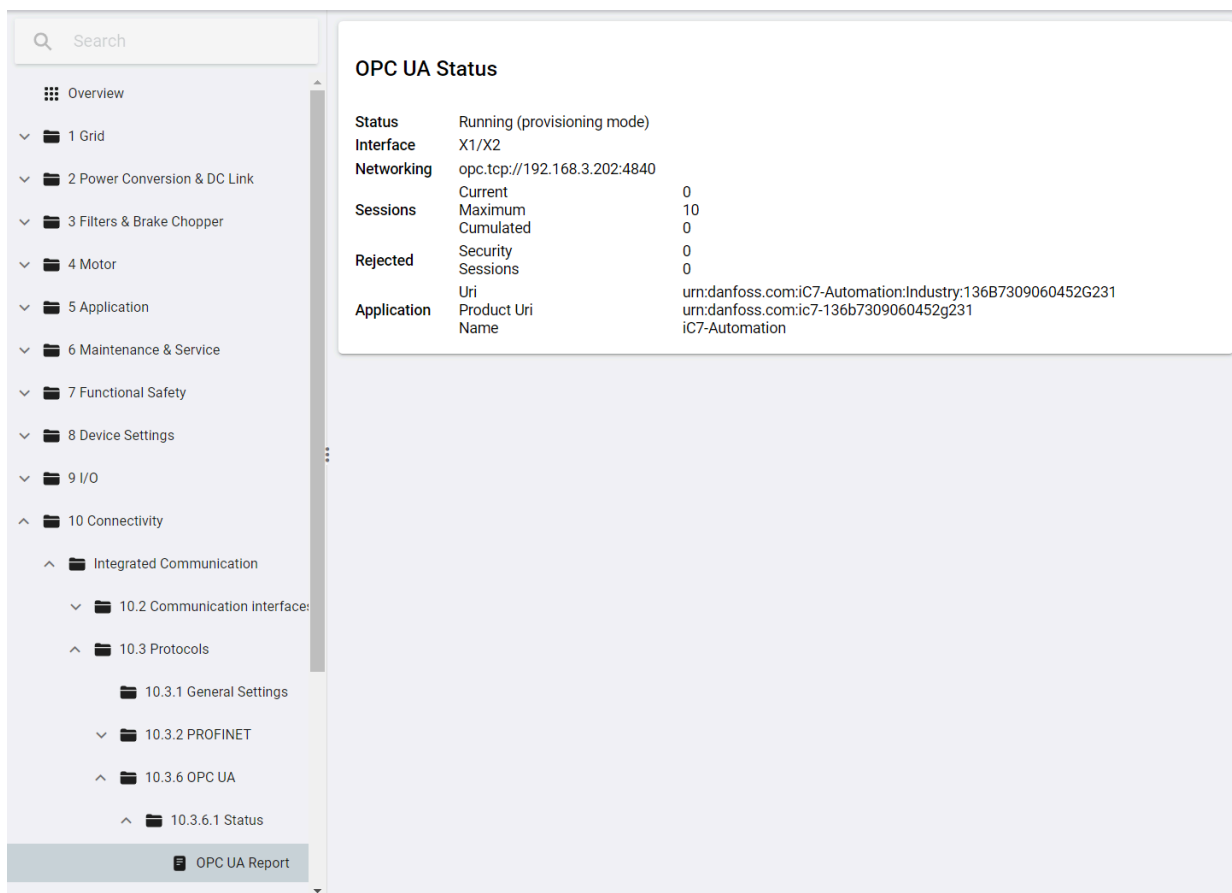 Search
Overview
1 Grid
2 Power Conversion & DC Link
3 Filters & Brake Chopper
4 Motor
5 Application
6 Maintenance & Service
7 Functional Safety
8 Device Settings
9 I/O
10 Connectivity
Integrated Communication
10.2 Communication interfaces
10.3 Protocols
10.3.1 General Settings
10.3.2 PROFINET
10.3.6 OPC UA
10.3.6.1 Status
OPC UA Report
OPC UA Status
Status Running (provisioning mode)
Interface X1/X2
Networking opc.tcp://192.168.3.202:4840
Sessions
Current 0
Maximum 10
Cumulated 0
Rejected
Security 0
Sessions 0
Application
Uri urn:danfoss.com:iC7-Automation:Industry:136B7309060452G231
Product Uri urn:danfoss.com:ic7-136b7309060452g231
Name iC7-Automation